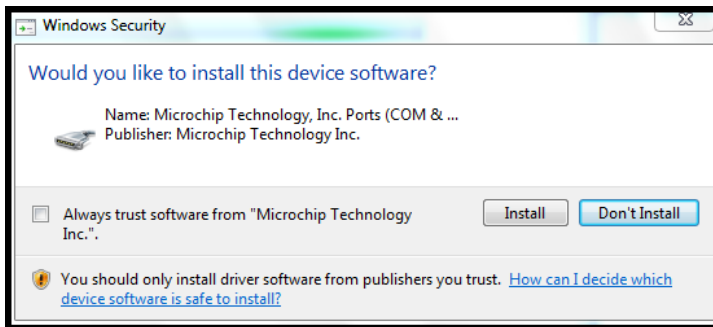 Windows Security
Would you like to install this device software?
Name: Microchip Technology, Inc. Ports (COM & ...
Publisher: Microchip Technology Inc.
Always trust software from "Microchip Technology
Inc.".
Install
Don't Install
You should only install driver software from publishers you trust. How can I decide which
device software is safe to install?